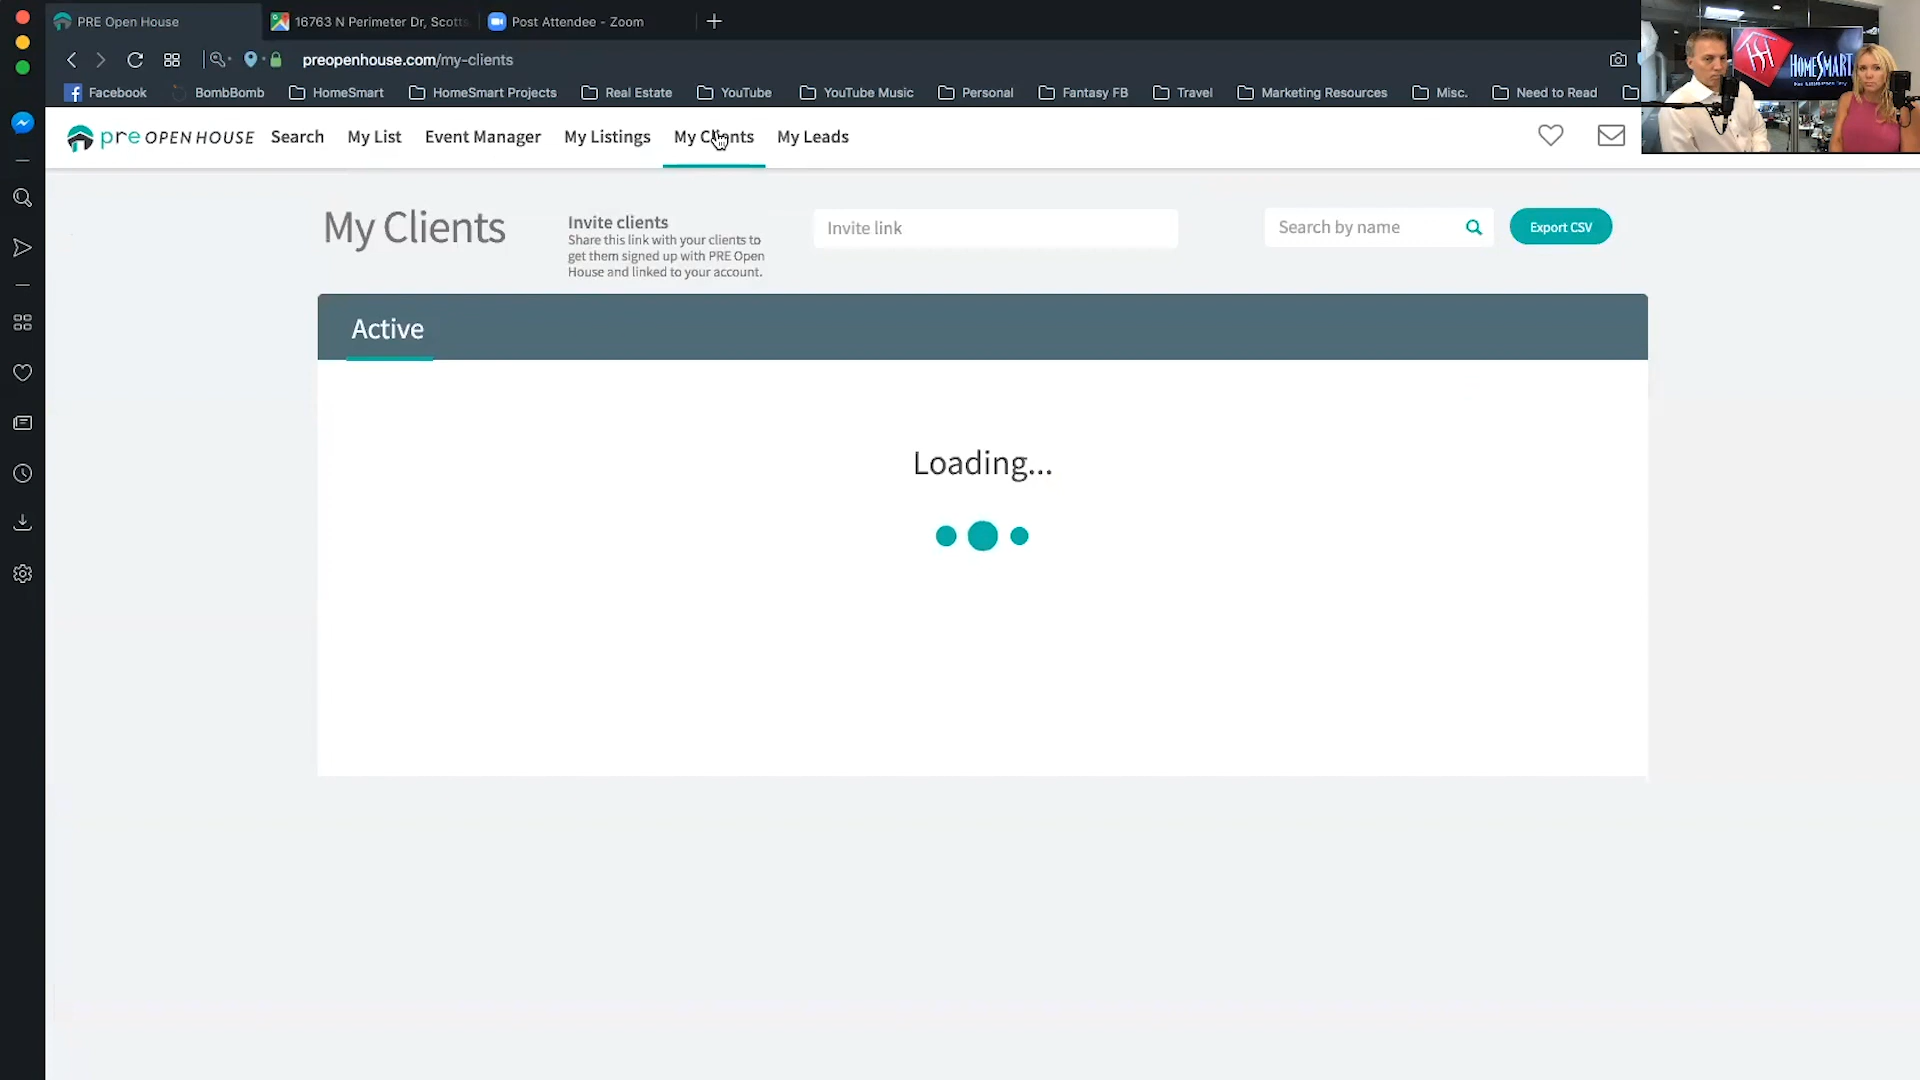 PRE Open House
16763 N Perimeter Dr, Scotts
Post Attendee - Zoom
preopenhouse.com/my-clients
Facebook
BombBomb
HomeSmart
HomeSmart Projects
Real Estate
YouTube
YouTube Music
Personal
Fantasy FB
Travel
Marketing Resources
Misc.
Need to Read
HOMESMART
pre OPEN HOUSE
Search
My List
Event Manager
My Listings
My Clients
My Leads
My Clients
Invite clients
Share this link with your clients to
get them signed up with PRE Open
House and linked to your account.
Invite link
Search by name
Export CSV
Active
Loading...